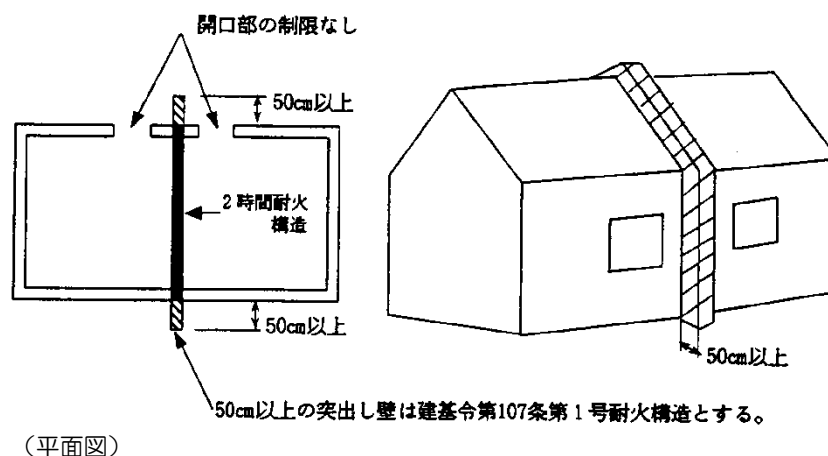 開口部の制限なし
50cm以上
2時間耐火
構造
50cm以上
50cm以上
50cm以上の突出し壁は建基令第107条第1号耐火構造とする。
（平面図）